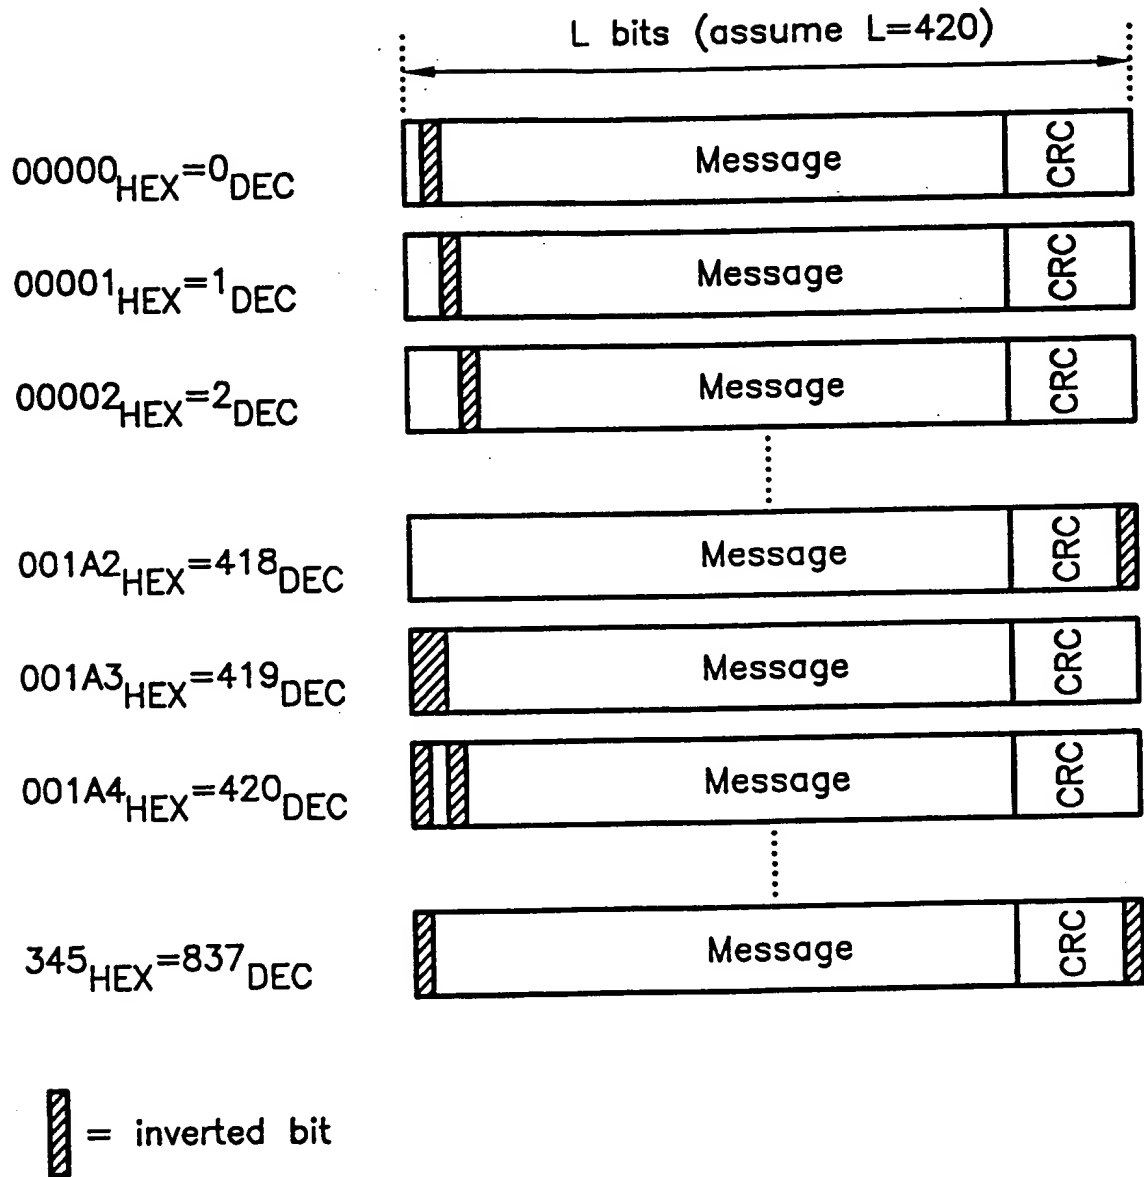 L bits (assume L=420)
00000HEX=0DEC Message CRC
00001HEX=1DEC Message CRC
00002HEX=2DEC Message CRC
001A2HEX=418DEC Message CRC
001A3HEX=419DEC Message CRC
001A4HEX=420DEC Message CRC
345HEX=837DEC Message CRC
= inverted bit